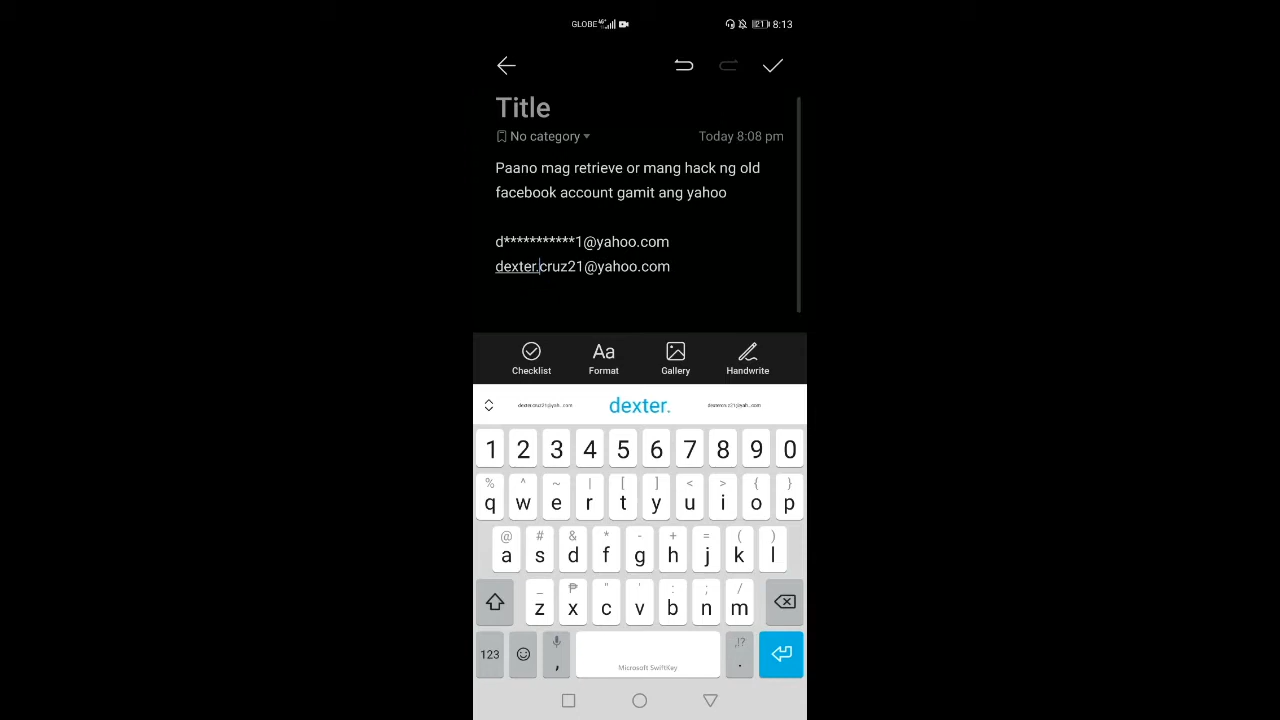 GLOBE 8:13
Title
No category Today 8:08 pm
Paano mag retrieve or mang hack ng old
facebook account gamit ang yahoo
d***********1@yahoo.com
dexter.cruz21@yahoo.com
Checklist Format Gallery Handwrite
Aa
dexter.
1 2 3 4 5 6 7 8 9 0
% ^ ~ | [ ] < > { }
q w e r t y u i o p
@ # & * - + = ( )
a s d f g h j k l
_ ₱ " ' : ; /
z x c v b n m
123 , Microsoft SwiftKey ,!? .